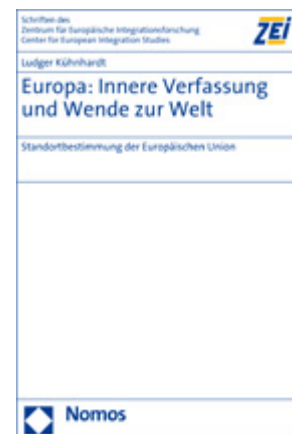 Schriften des
Zentrum für Europäische Integrationsforschung
Center for European Integration Studies
ZEI
Ludger Kühnhardt
Europa: Innere Verfassung
und Wende zur Welt
Standortbestimmung der Europäischen Union
Nomos